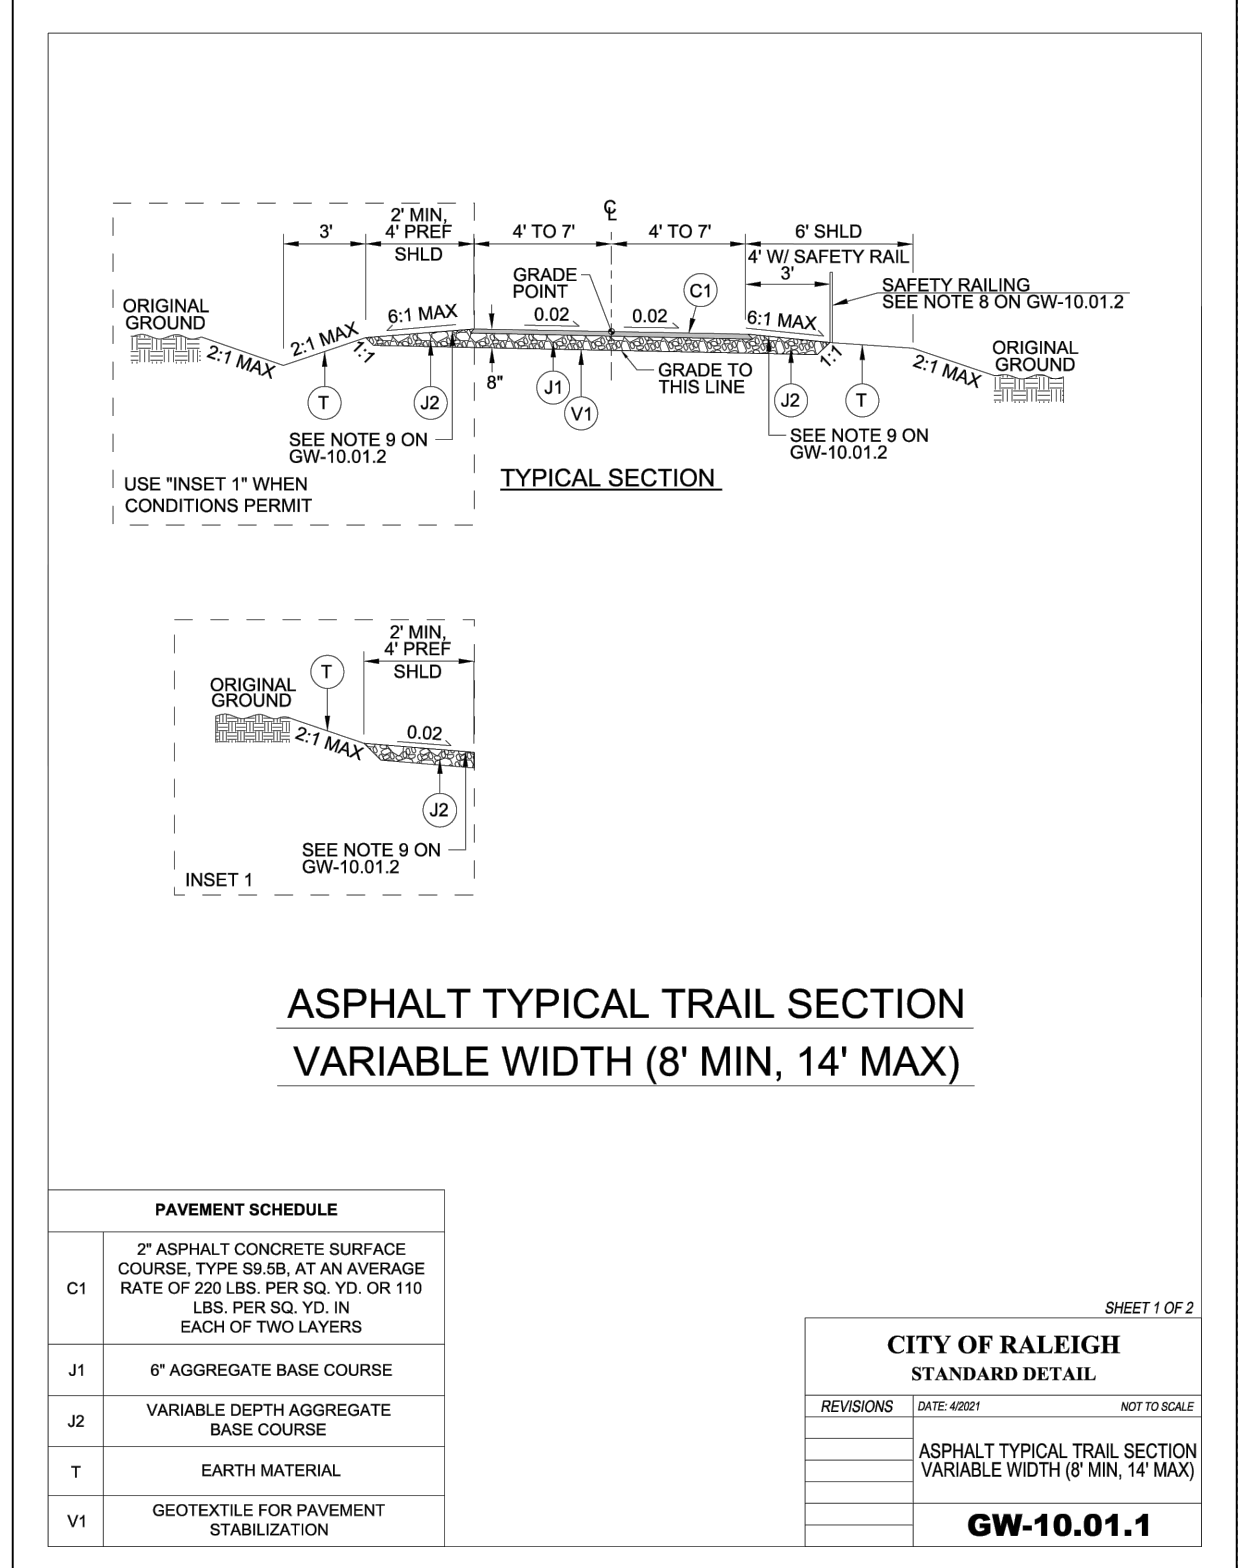 2' MIN,
3'
4' PREF
SHLD
4' TO 7'
℄
4' TO 7'
6' SHLD
4' W/ SAFETY RAIL
3'
SAFETY RAILING
SEE NOTE 8 ON GW-10.01.2
GRADE
POINT
C1
ORIGINAL
GROUND
6:1 MAX
0.02
0.02
6:1 MAX
2:1 MAX
2:1 MAX
1:1
8"
GRADE TO
THIS LINE
1:1
2:1 MAX
ORIGINAL
GROUND
T
J2
J1
V1
J2
T
SEE NOTE 9 ON
GW-10.01.2
SEE NOTE 9 ON
GW-10.01.2
USE "INSET 1" WHEN
CONDITIONS PERMIT
TYPICAL SECTION
2' MIN,
4' PREF
SHLD
T
ORIGINAL
GROUND
2:1 MAX
0.02
J2
SEE NOTE 9 ON
GW-10.01.2
INSET 1
ASPHALT TYPICAL TRAIL SECTION
VARIABLE WIDTH (8' MIN, 14' MAX)
PAVEMENT SCHEDULE
C1
2" ASPHALT CONCRETE SURFACE
COURSE, TYPE S9.5B, AT AN AVERAGE
RATE OF 220 LBS. PER SQ. YD. OR 110
LBS. PER SQ. YD. IN
EACH OF TWO LAYERS
J1
6" AGGREGATE BASE COURSE
J2
VARIABLE DEPTH AGGREGATE
BASE COURSE
T
EARTH MATERIAL
V1
GEOTEXTILE FOR PAVEMENT
STABILIZATION
SHEET 1 OF 2
CITY OF RALEIGH
STANDARD DETAIL
REVISIONS
DATE: 4/2021
NOT TO SCALE
ASPHALT TYPICAL TRAIL SECTION
VARIABLE WIDTH (8' MIN, 14' MAX)
GW-10.01.1